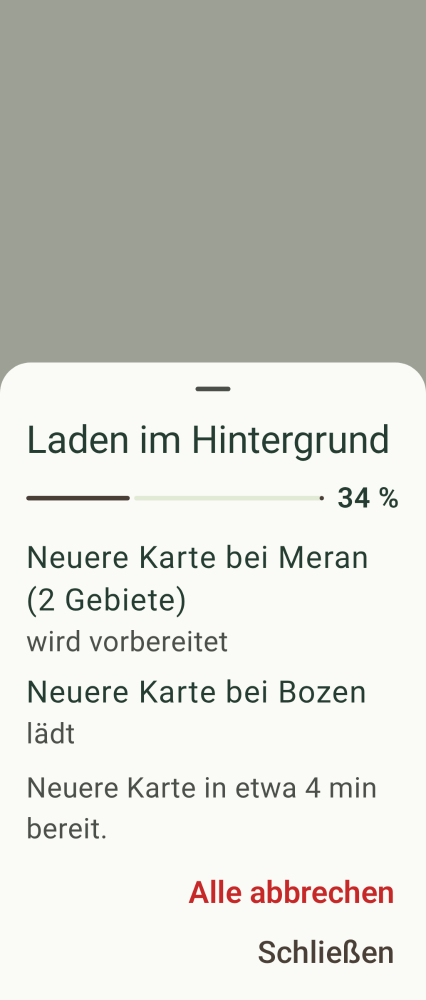 Laden im Hintergrund
34 %
Neuere Karte bei Meran
(2 Gebiete)
wird vorbereitet
Neuere Karte bei Bozen
lädt
Neuere Karte in etwa 4 min
bereit.
Alle abbrechen
Schließen